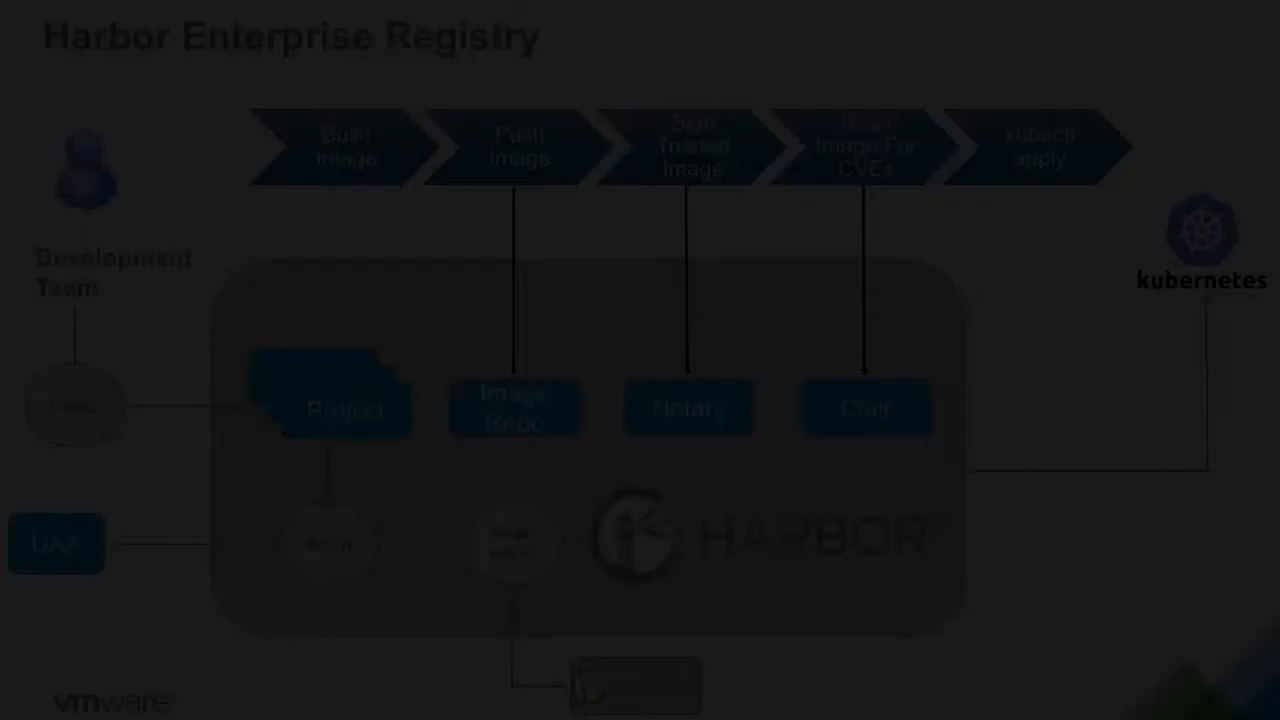 Harbor Enterprise Registry
Build
Image
Push
Image
Sign
Trusted
Image
Scan
Image For
CVEs
kubectl
apply
Development
Team
kubernetes
Project
Image
Repo
Notary
Clair
UAA
AUTH
HARBOR
vmware